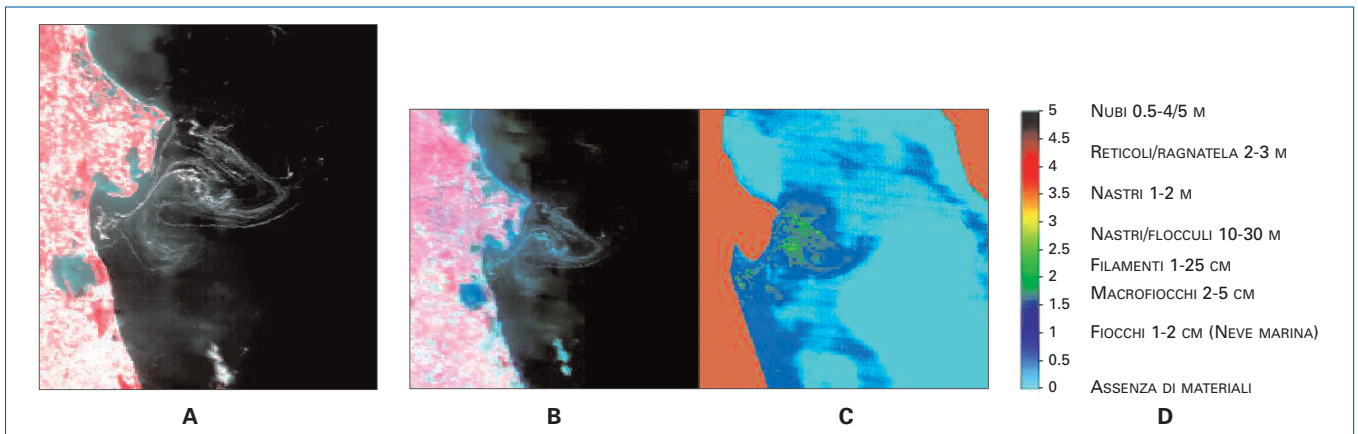 5
4.5
4
3.5
3
2.5
2
1.5
1
0.5
0
NUBI 0.5-4/5 M
RETICOLI/RAGNATELA 2-3 M
NASTRI 1-2 M
NASTRI/FLOCCULI 10-30 M
FILAMENTI 1-25 CM
MACROFIOCCHI 2-5 CM
FIOCCHI 1-2 CM (NEVE MARINA)
ASSENZA DI MATERIALI
A
B
C
D